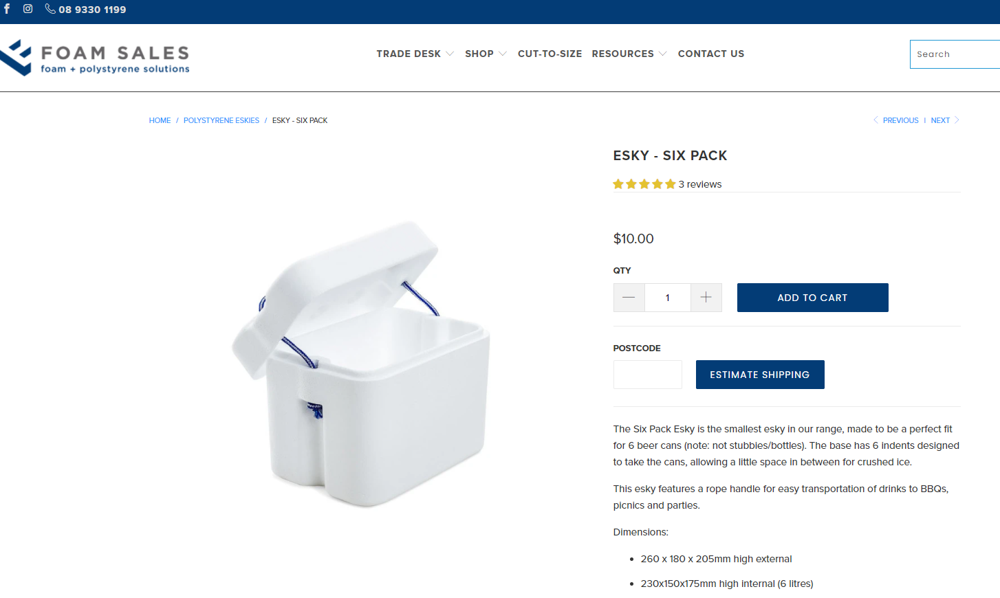 08 9330 1199
FOAM SALES
foam + polystyrene solutions
TRADE DESK SHOP CUT-TO-SIZE RESOURCES CONTACT US
Search
HOME / POLYSTYRENE ESKIES / ESKY - SIX PACK
PREVIOUS | NEXT
ESKY - SIX PACK
3 reviews
$10.00
QTY
1
ADD TO CART
POSTCODE
ESTIMATE SHIPPING
The Six Pack Esky is the smallest esky in our range, made to be a perfect fit
for 6 beer cans (note: not stubbies/bottles). The base has 6 indents designed
to take the cans, allowing a little space in between for crushed ice.
This esky features a rope handle for easy transportation of drinks to BBQs,
picnics and parties.
Dimensions:
• 260 x 180 x 205mm high external
• 230x150x175mm high internal (6 litres)